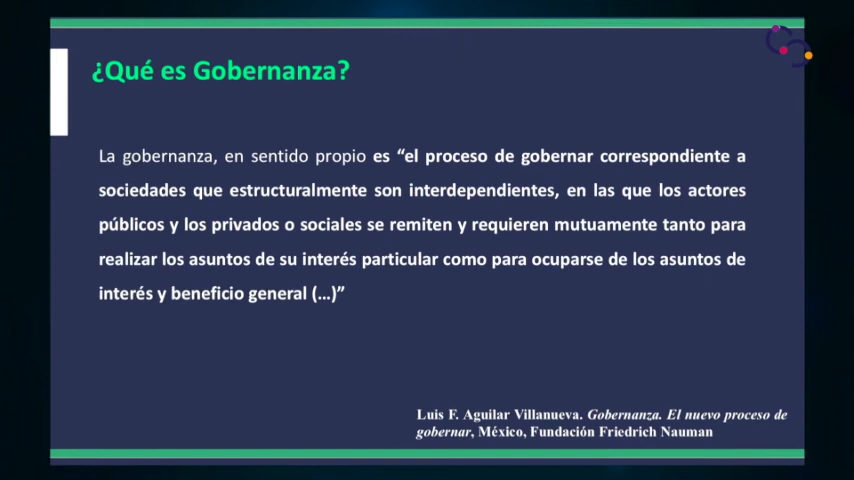 ¿Qué es Gobernanza?
La gobernanza, en sentido propio es “el proceso de gobernar correspondiente a
sociedades que estructuralmente son interdependientes, en las que los actores
públicos y los privados o sociales se remiten y requieren mutuamente tanto para
realizar los asuntos de su interés particular como para ocuparse de los asuntos de
interés y beneficio general (…)”
Luis F. Aguilar Villanueva. Gobernanza. El nuevo proceso de
gobernar, México, Fundación Friedrich Nauman